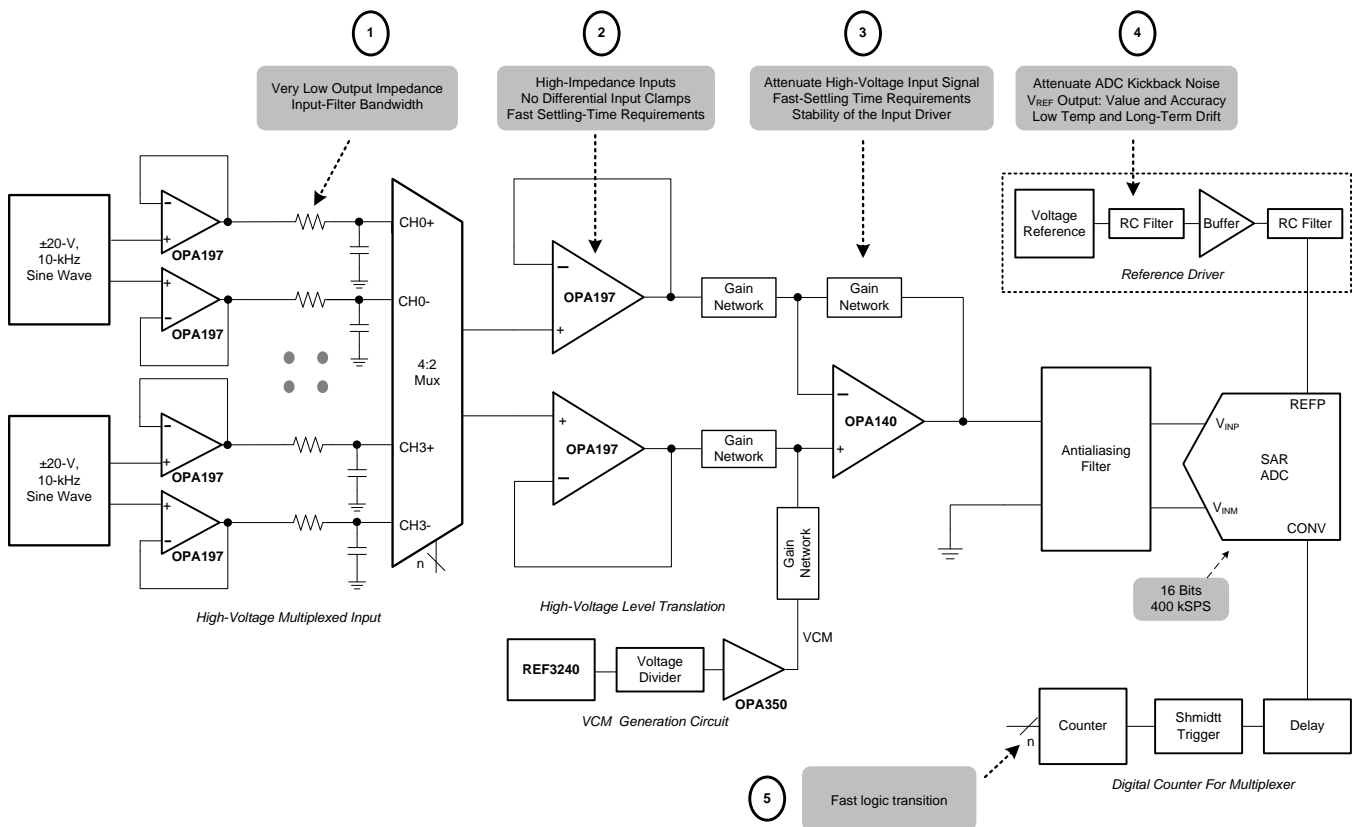 1
2
3
4
Very Low Output Impedance
Input-Filter Bandwidth
High-Impedance Inputs
No Differential Input Clamps
Fast Settling-Time Requirements
Attenuate High-Voltage Input Signal
Fast-Settling Time Requirements
Stability of the Input Driver
Attenuate ADC Kickback Noise
VREF Output: Value and Accuracy
Low Temp and Long-Term Drift
±20-V,
10-kHz
Sine Wave
−
+
OPA197
+
−
OPA197
CH0+
CH0-
4:2
Mux
CH3+
CH3-
n
±20-V,
10-kHz
Sine Wave
−
+
OPA197
+
−
OPA197
High-Voltage Multiplexed Input
−
OPA197
+
+
OPA197
−
High-Voltage Level Translation
Gain
Network
Gain
Network
Gain
Network
Gain
Network
−
OPA140
+
VCM
REF3240
Voltage
Divider
OPA350
VCM Generation Circuit
Voltage
Reference
RC Filter
Buffer
RC Filter
Reference Driver
Antialiasing
Filter
REFP
VINP
SAR
ADC
VINM
CONV
16 Bits
400 kSPS
n
Counter
Shmidtt
Trigger
Delay
Digital Counter For Multiplexer
5
Fast logic transition